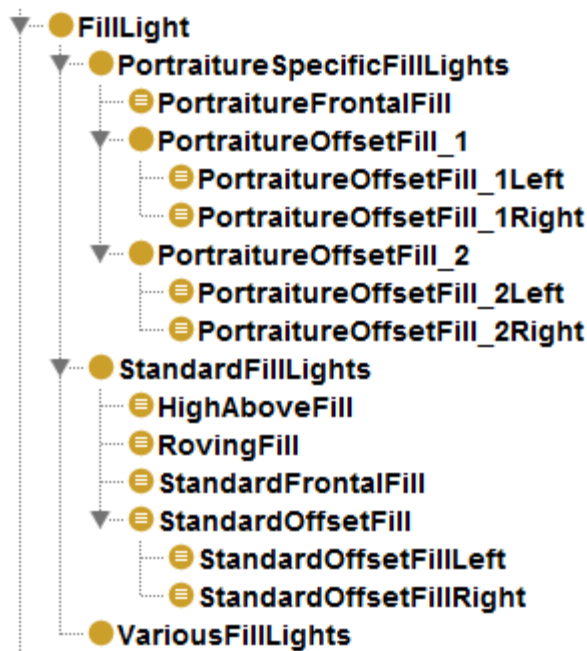 FillLight
PortraitureSpecificFillLights
PortraitureFrontalFill
PortraitureOffsetFill_1
PortraitureOffsetFill_1Left
PortraitureOffsetFill_1Right
PortraitureOffsetFill_2
PortraitureOffsetFill_2Left
PortraitureOffsetFill_2Right
StandardFillLights
HighAboveFill
RovingFill
StandardFrontalFill
StandardOffsetFill
StandardOffsetFillLeft
StandardOffsetFillRight
VariousFillLights